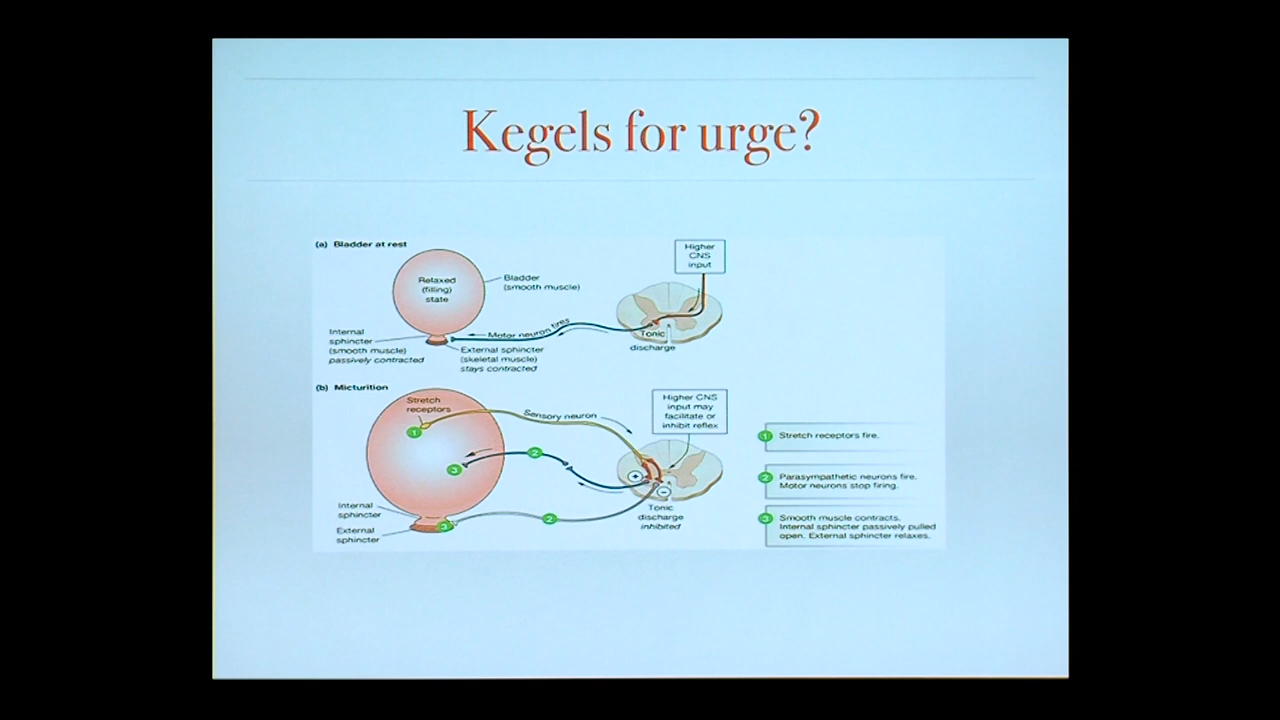 Kegels for urge?
(a) Bladder at rest
Higher
CNS
input
Relaxed
(filling)
state
Bladder
(smooth muscle)
Internal
sphincter
(smooth muscle)
passively contracted
Motor neuron fires
External sphincter
(skeletal muscle)
stays contracted
Tonic
discharge
(b) Micturition
Stretch
receptors
Sensory neuron
Higher CNS
input may
facilitate or
inhibit reflex
1
2
3
+
−
Internal
sphincter
External
sphincter
3
2
Tonic
discharge
inhibited
1 Stretch receptors fire.
2 Parasympathetic neurons fire.
Motor neurons stop firing.
3 Smooth muscle contracts.
Internal sphincter passively pulled
open. External sphincter relaxes.